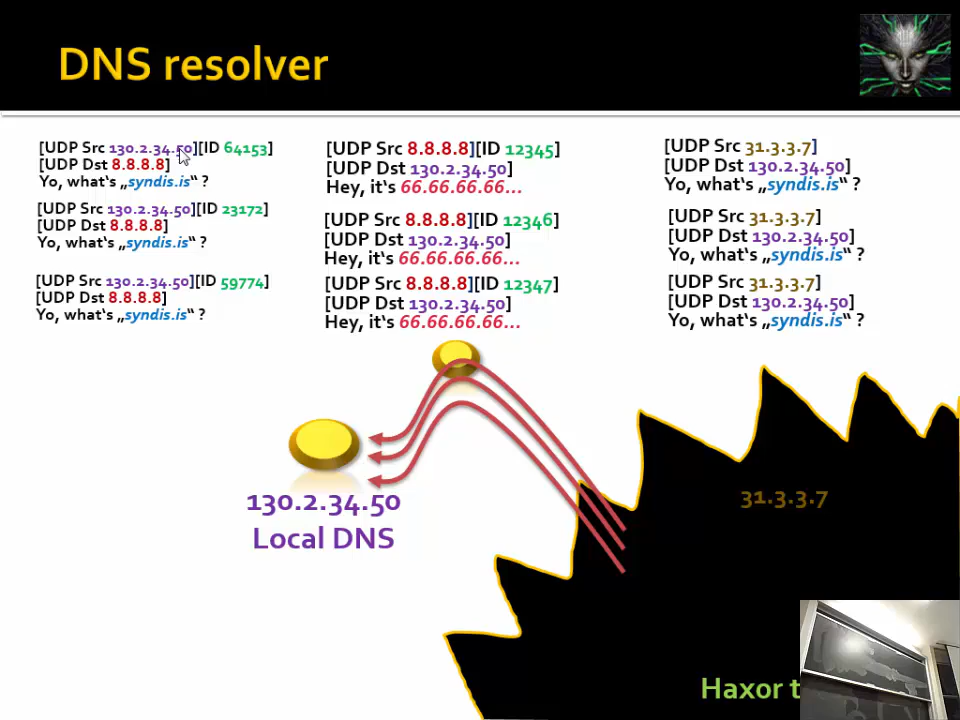 DNS resolver
[UDP Src 130.2.34.50][ID 64153]
[UDP Dst 8.8.8.8]
Yo, what‘s „syndis.is“ ?
[UDP Src 130.2.34.50][ID 23172]
[UDP Dst 8.8.8.8]
Yo, what‘s „syndis.is“ ?
[UDP Src 130.2.34.50][ID 59774]
[UDP Dst 8.8.8.8]
Yo, what‘s „syndis.is“ ?
[UDP Src 8.8.8.8][ID 12345]
[UDP Dst 130.2.34.50]
Hey, it‘s 66.66.66.66...
[UDP Src 8.8.8.8][ID 12346]
[UDP Dst 130.2.34.50]
Hey, it‘s 66.66.66.66...
[UDP Src 8.8.8.8][ID 12347]
[UDP Dst 130.2.34.50]
Hey, it‘s 66.66.66.66...
[UDP Src 31.3.3.7]
[UDP Dst 130.2.34.50]
Yo, what‘s „syndis.is“ ?
[UDP Src 31.3.3.7]
[UDP Dst 130.2.34.50]
Yo, what‘s „syndis.is“ ?
[UDP Src 31.3.3.7]
[UDP Dst 130.2.34.50]
Yo, what‘s „syndis.is“ ?
130.2.34.50
Local DNS
31.3.3.7
Haxor